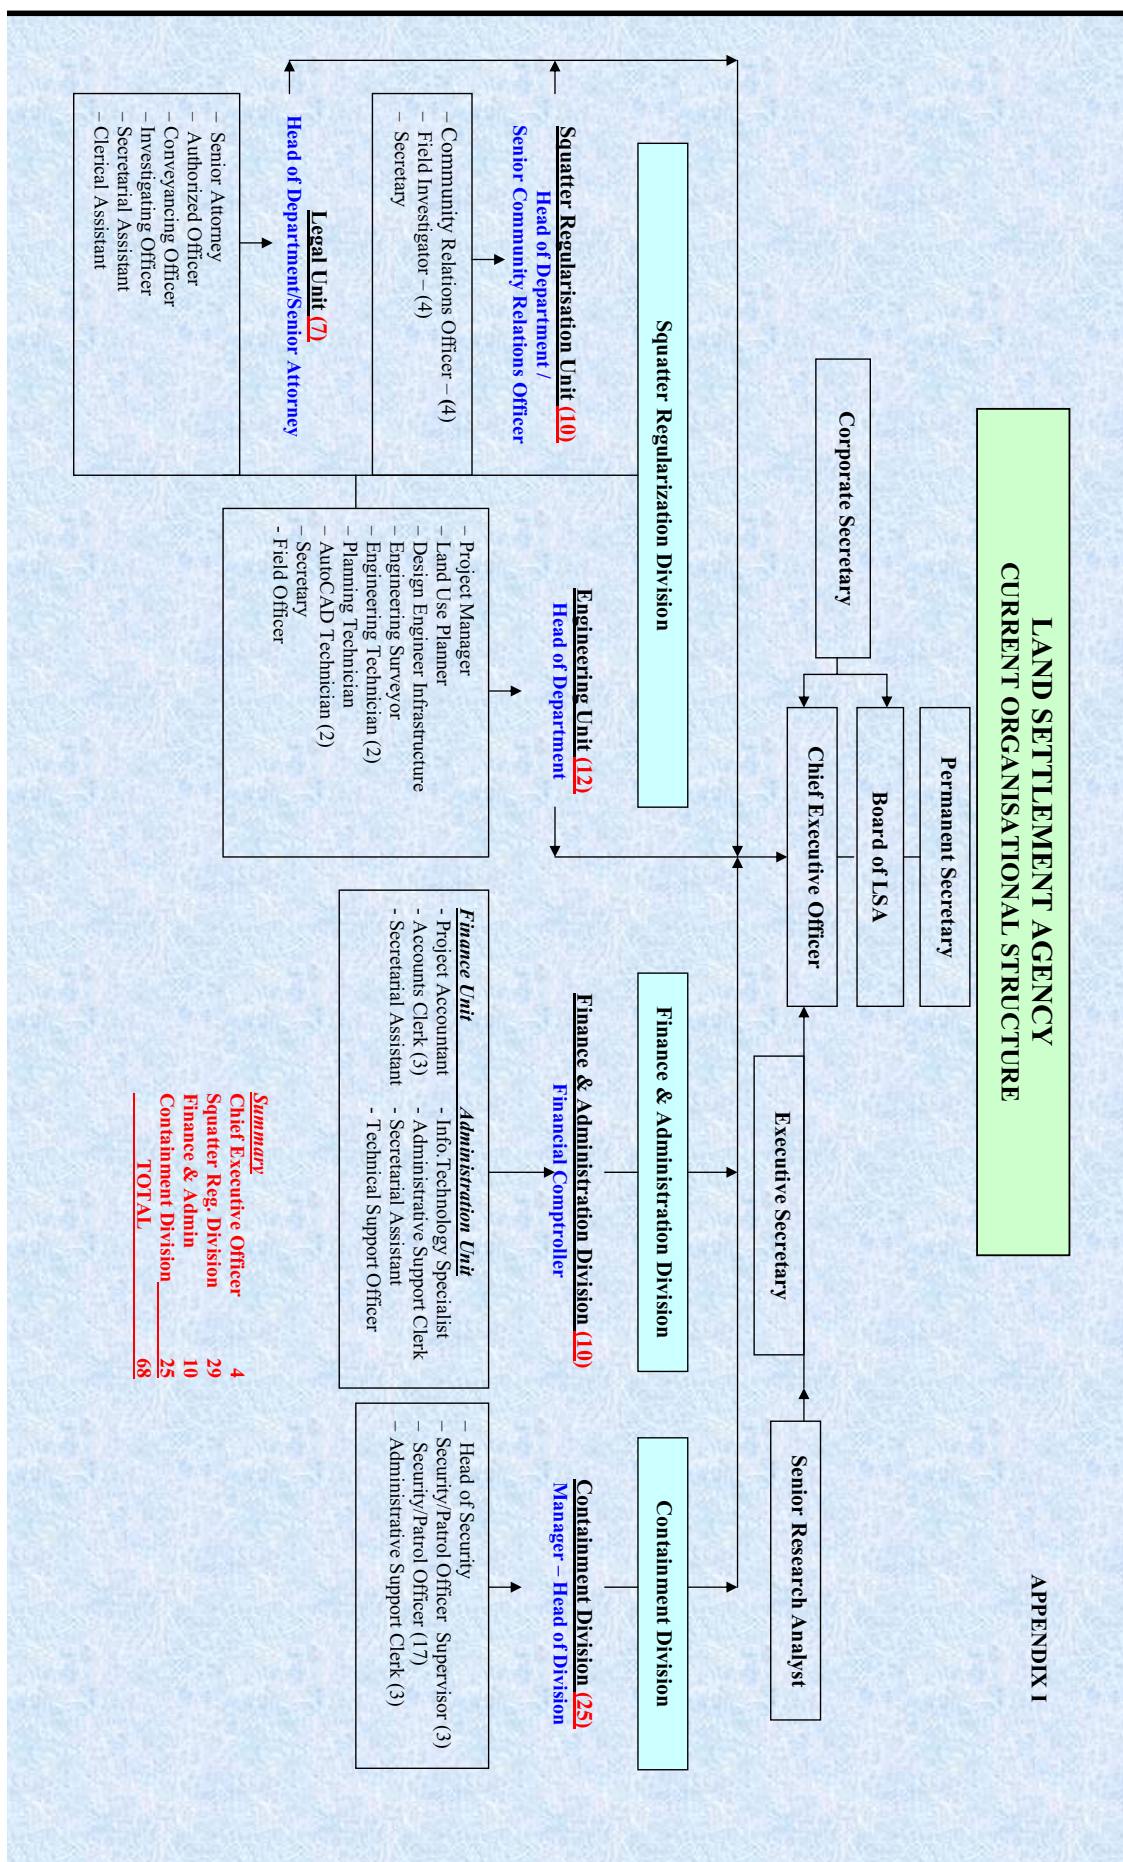 APPENDIX I
LAND SETTLEMENT AGENCY
CURRENT ORGANISATIONAL STRUCTURE
Permanent Secretary
Board of LSA
Chief Executive Officer
Corporate Secretary
Executive Secretary
Senior Research Analyst
Squatter Regularization Division
Finance & Administration Division
Containment Division
Squatter Regularisation Unit (10)
Head of Department /
Senior Community Relations Officer
– Community Relations Officer – (4)
– Field Investigator – (4)
– Secretary
Legal Unit (7)
Head of Department/Senior Attorney
– Senior Attorney
– Authorized Officer
– Conveyancing Officer
– Investigating Officer
– Secretarial Assistant
– Clerical Assistant
Engineering Unit (12)
Head of Department
– Project Manager
– Land Use Planner
– Design Engineer Infrastructure
– Engineering Surveyor
– Engineering Technician (2)
– Planning Technician
– AutoCAD Technician (2)
– Secretary
- Field Officer
Finance & Administration Division (10)
Financial Comptroller
Finance Unit
- Project Accountant
- Accounts Clerk (3)
- Secretarial Assistant
Administration Unit
- Info.Technology Specialist
- Administrative Support Clerk
- Secretarial Assistant
- Technical Support Officer
Containment Division (25)
Manager – Head of Division
– Head of Security
– Security/Patrol Officer Supervisor (3)
– Security/Patrol Officer (17)
– Administrative Support Clerk (3)
Summary
Chief Executive Officer 4
Squatter Reg. Division 29
Finance & Admin 10
Containment Division 25
TOTAL 68